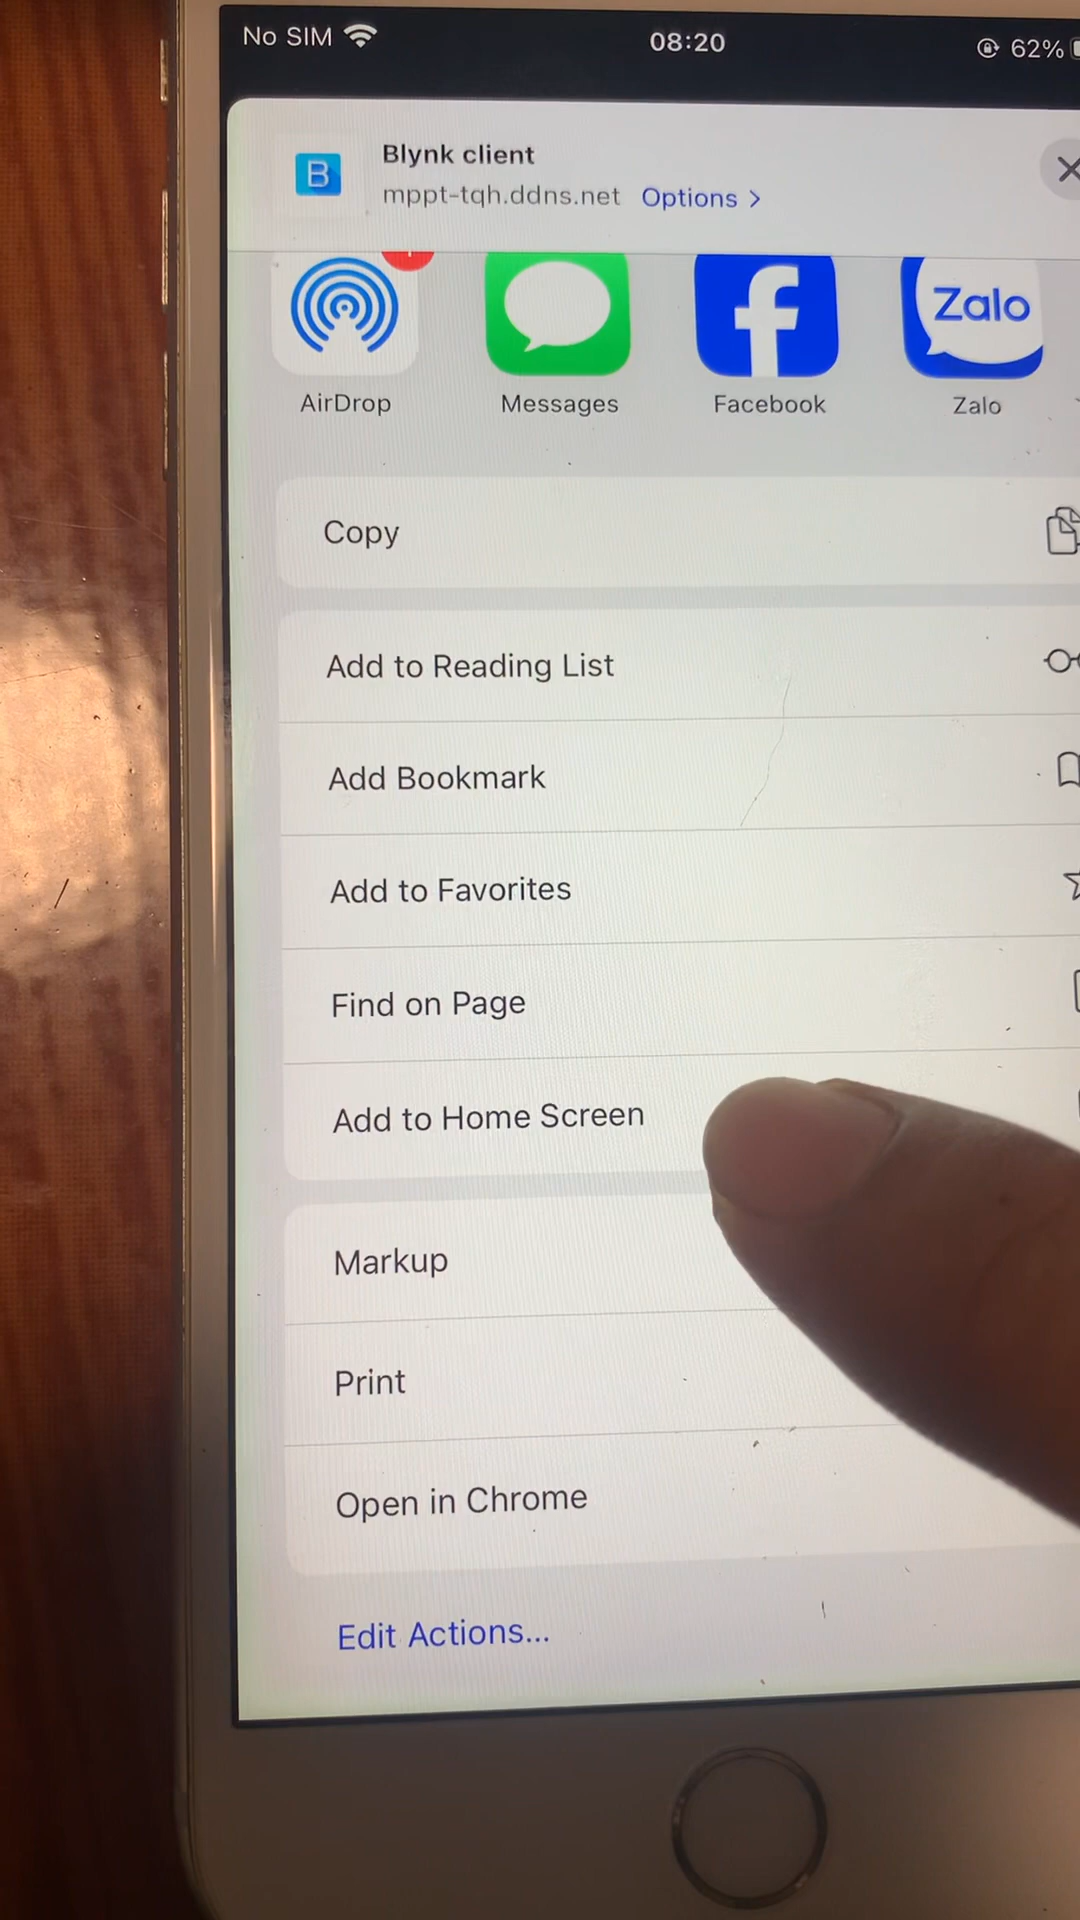 No SIM 08:20 62%
B
Blynk client
mppt-tqh.ddns.net Options >
f Zalo
AirDrop Messages Facebook Zalo
Copy
Add to Reading List
Add Bookmark
Add to Favorites
Find on Page
Add to Home Screen
Markup
Print
Open in Chrome
Edit Actions...